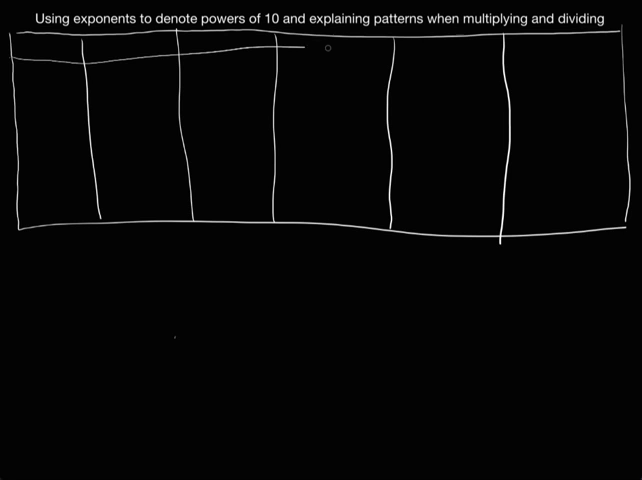 Using exponents to denote powers of 10 and explaining patterns when multiplying and dividing